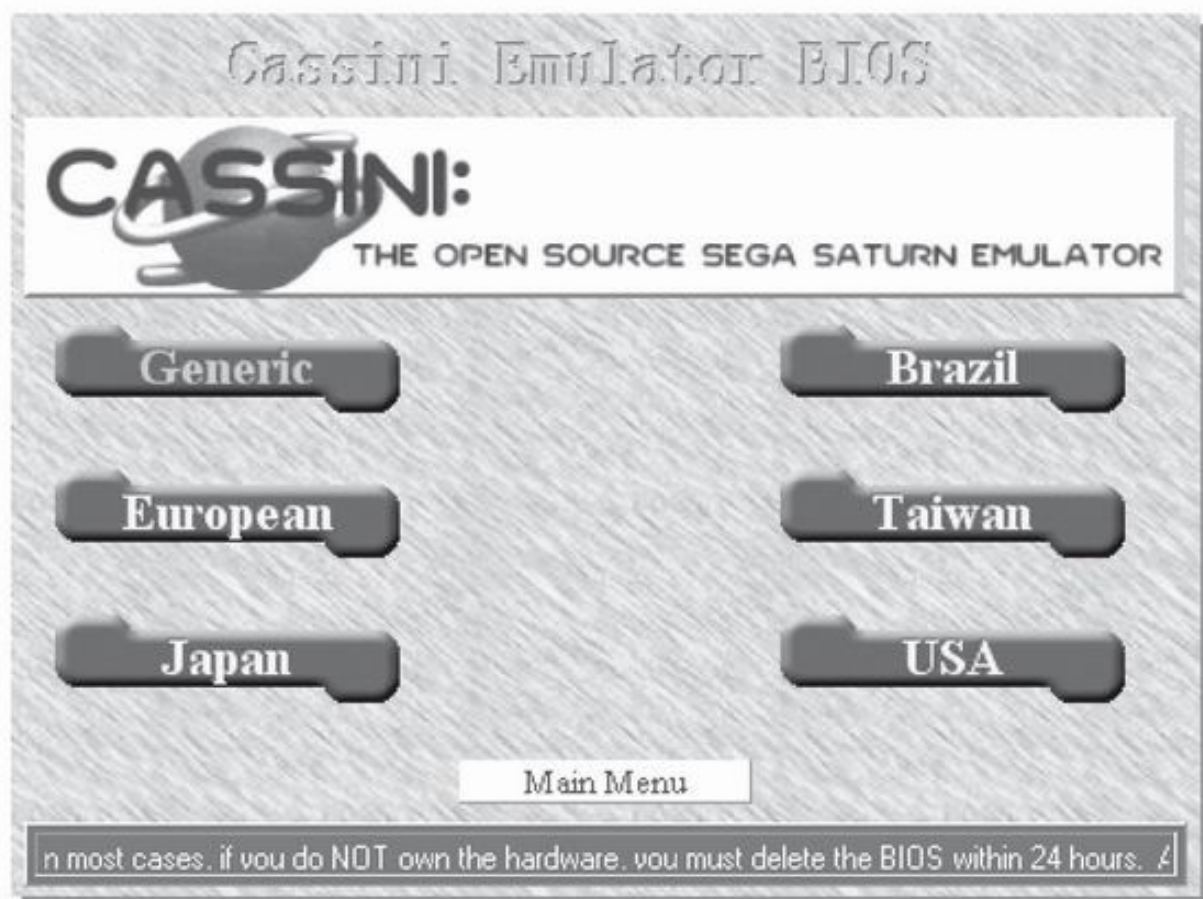 Cassini Emulator BIOS
CASSINI:
THE OPEN SOURCE SEGA SATURN EMULATOR
Generic
Brazil
European
Taiwan
Japan
USA
Main Menu
n most cases, if you do NOT own the hardware, you must delete the BIOS within 24 hours. A